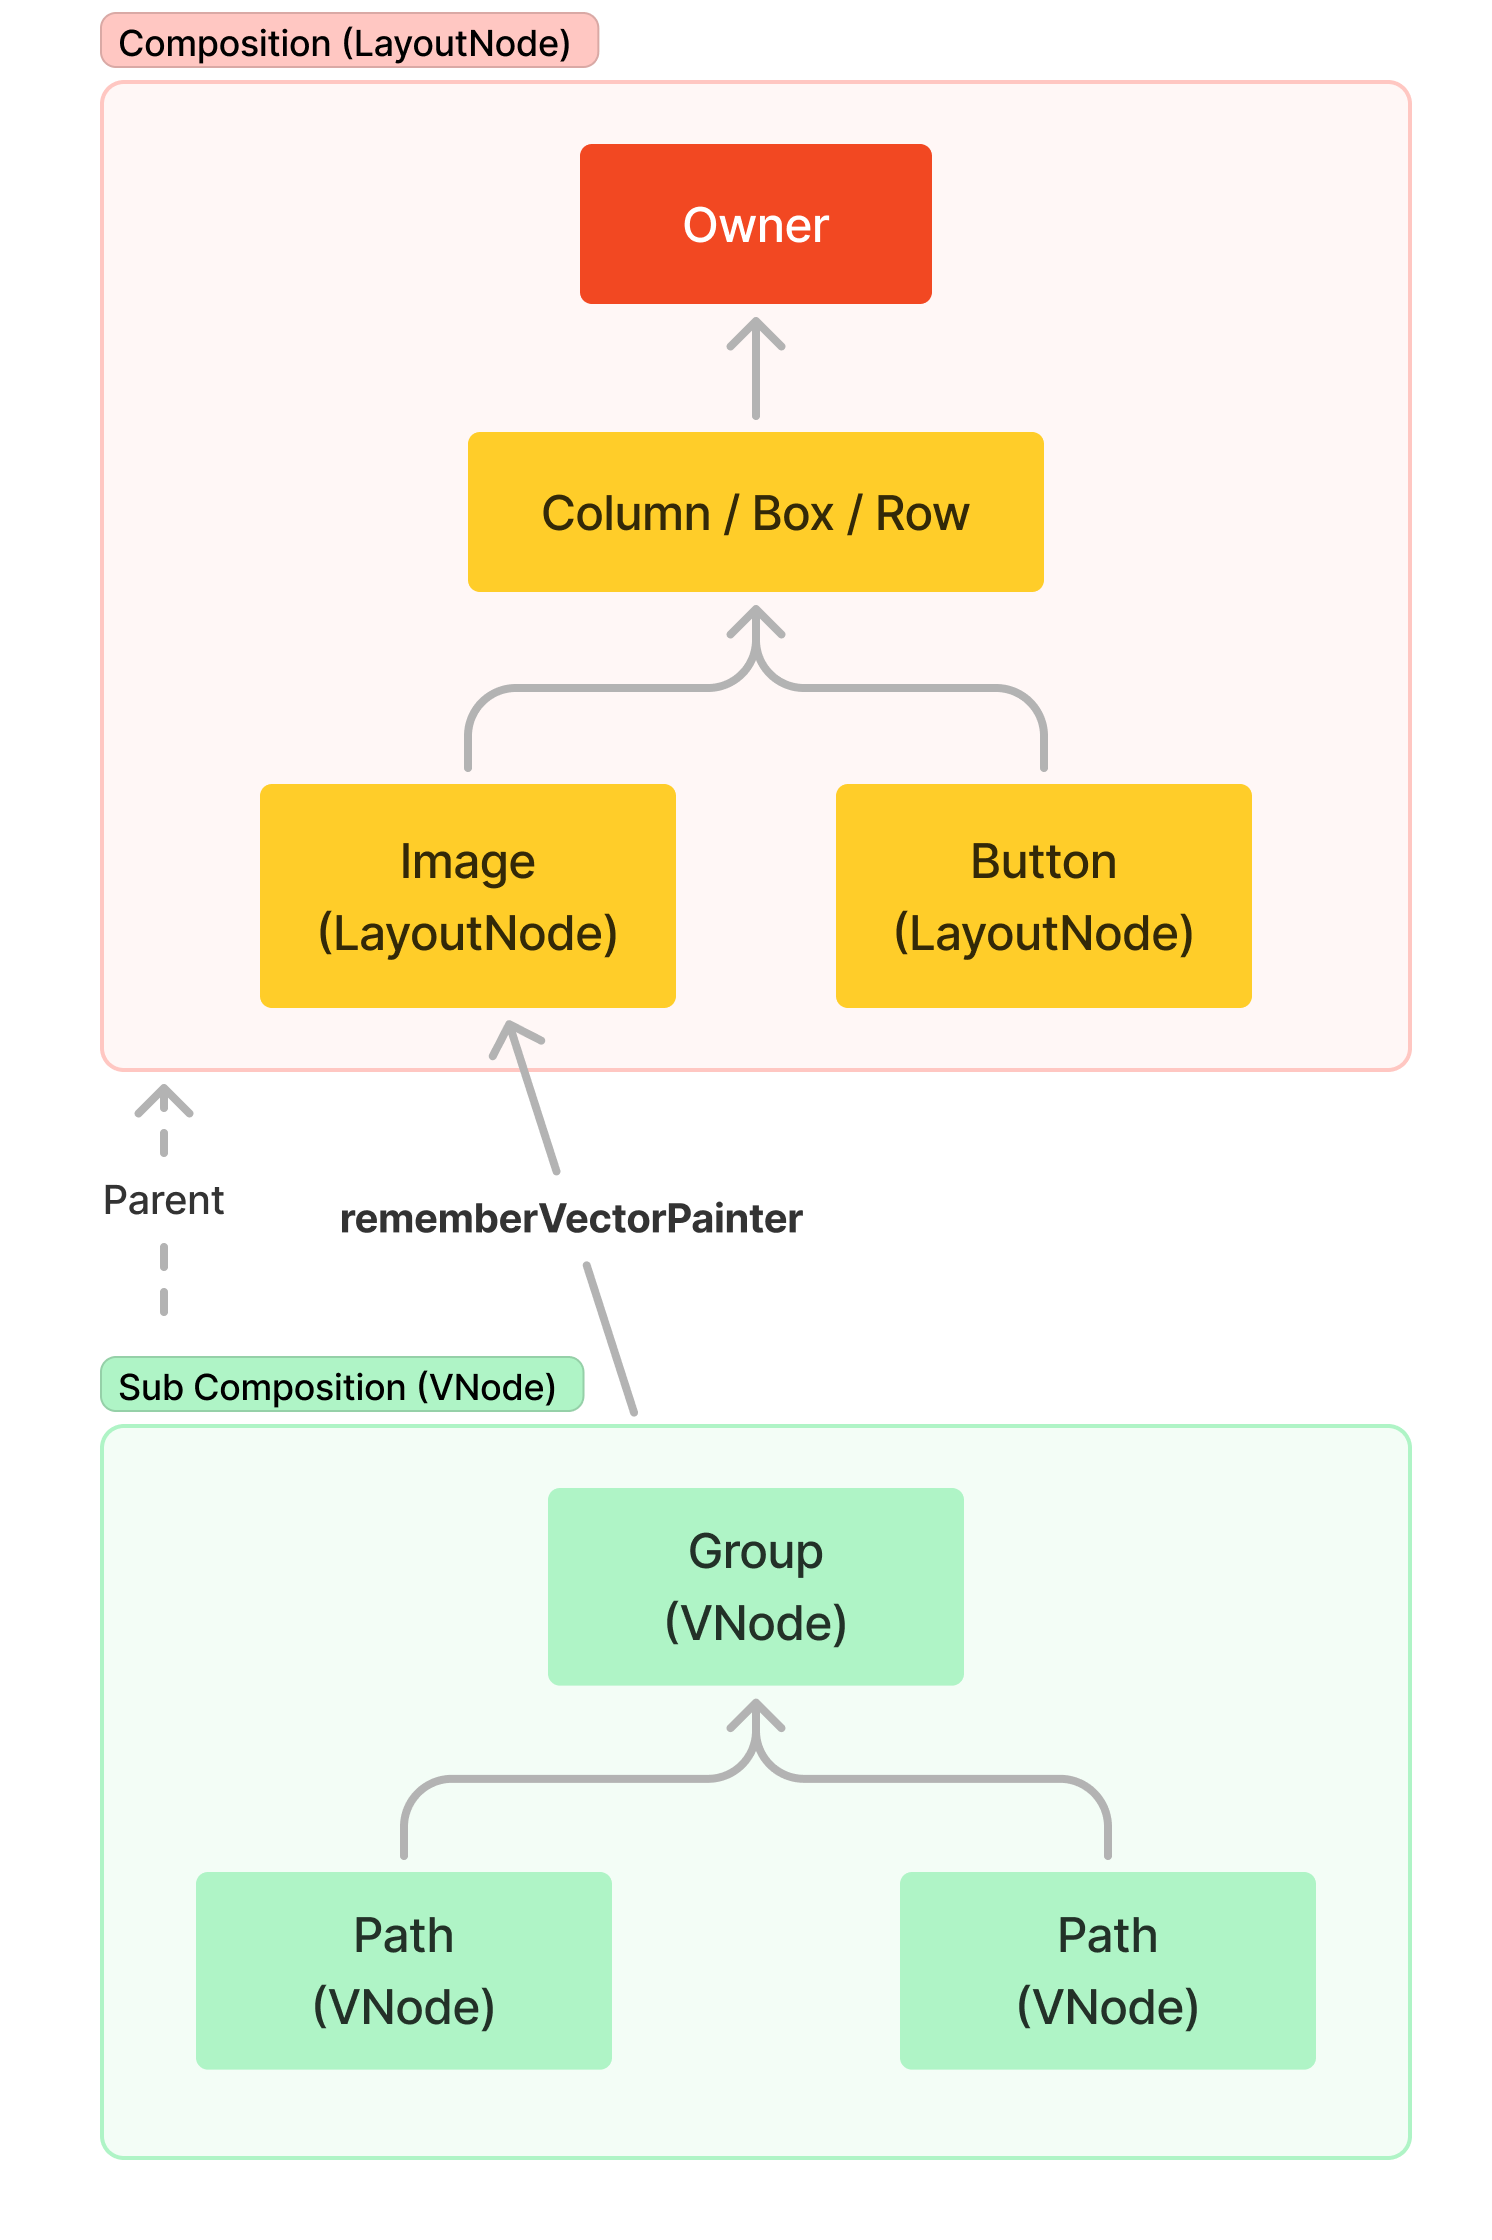 Composition (LayoutNode)
Owner
Column / Box / Row
Image
(LayoutNode)
Button
(LayoutNode)
Parent
rememberVectorPainter
Sub Composition (VNode)
Group
(VNode)
Path
(VNode)
Path
(VNode)